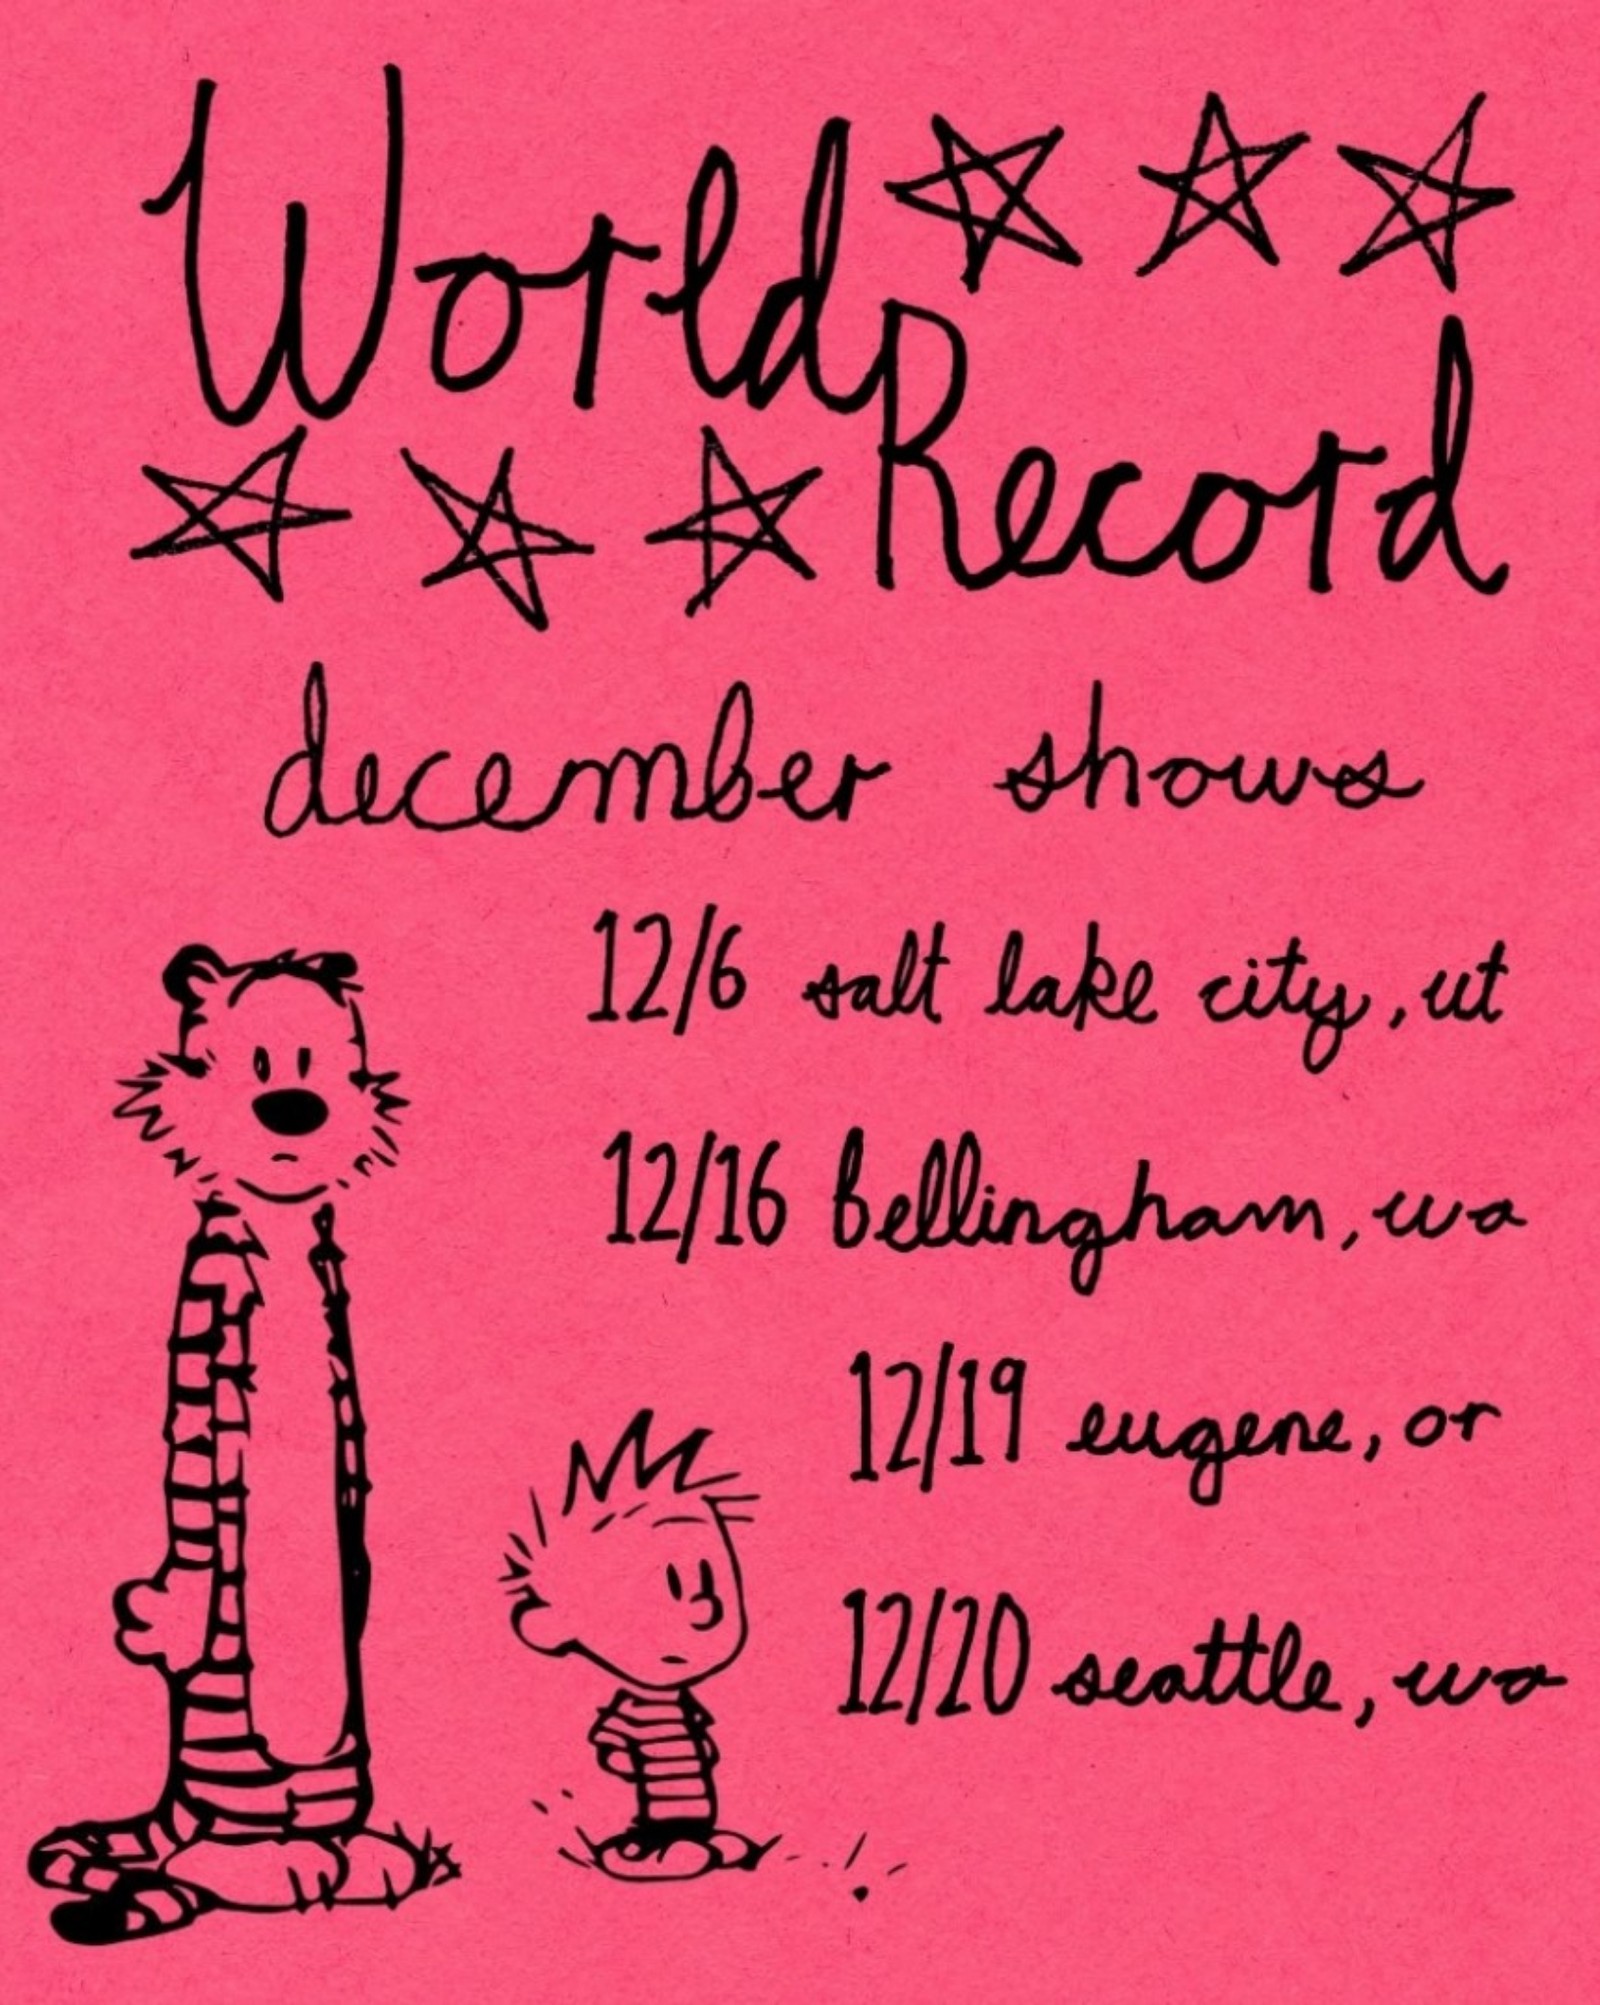 World
Record
december shows
12/6 salt lake city, ut
12/16 bellingham, wa
12/19 eugene, or
12/20 seattle, wa